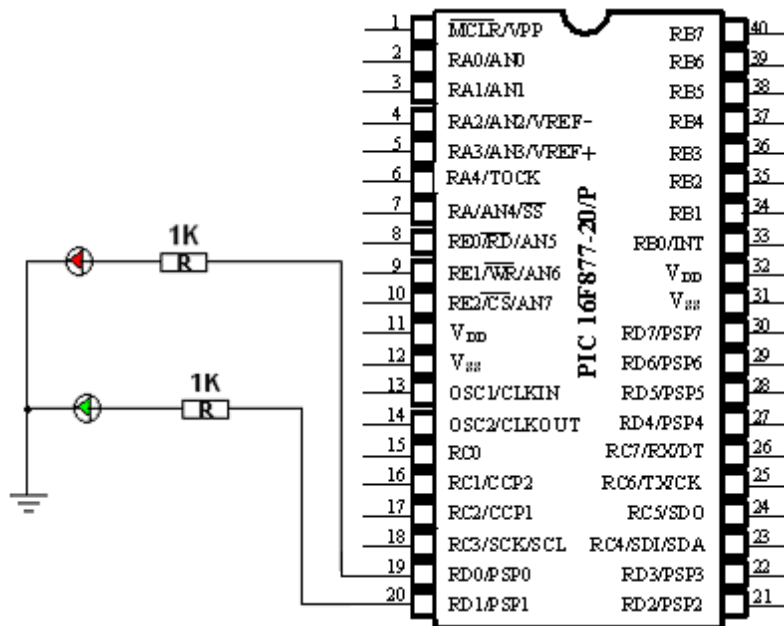 1 MCLR/VPP RB7 40
2 RA0/AN0 RB6 39
3 RA1/AN1 RB5 38
4 RA2/AN2/VREF- RB4 37
5 RA3/AN3/VREF+ RB3 36
6 RA4/TOCK RB2 35
7 RA/AN4/SS RB1 34
8 RE0/RD/AN5 RB0/INT 33
9 RE1/WR/AN6 VDD 32
10 RE2/CS/AN7 VSS 31
11 VDD RD7/PSP7 30
12 VSS RD6/PSP6 29
13 OSC1/CLKIN RD5/PSP5 28
14 OSC2/CLKOUT RD4/PSP4 27
15 RC0 RC7/RX/DT 26
16 RC1/CCP2 RC6/TX/CK 25
17 RC2/CCP1 RC5/SDO 24
18 RC3/SCK/SCL RC4/SDI/SDA 23
19 RD0/PSP0 RD3/PSP3 22
20 RD1/PSP1 RD2/PSP2 21
PIC 16F877-20/P
1K
R
1K
R